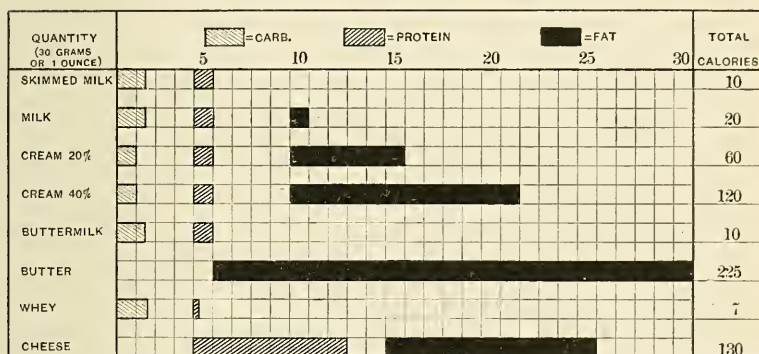 QUANTITY
(30 GRAMS
OR 1 OUNCE)
=CARB. =PROTEIN =FAT
5 10 15 20 25 30
TOTAL
CALORIES
SKIMMED MILK 10
MILK 20
CREAM 20% 60
CREAM 40% 120
BUTTERMILK 10
BUTTER 225
WHEY 7
CHEESE 130